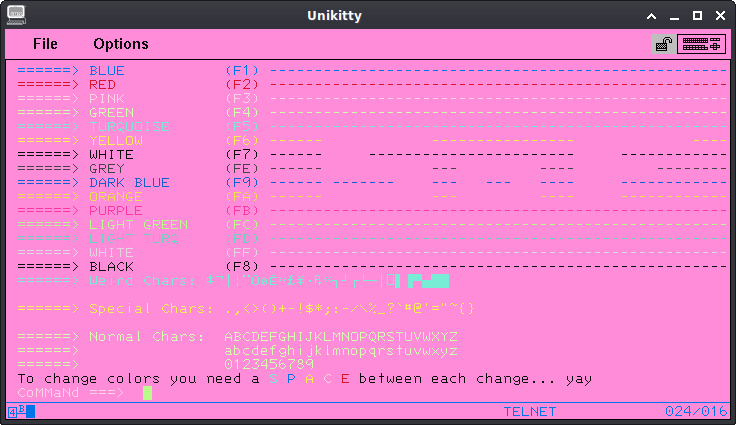 Unikitty
File Options
======> BLUE (F1) ------------------------------------------------------------
======> RED (F2) ------------------------------------------------------------
======> PINK (F3) ------------------------------------------------------------
======> GREEN (F4) ------------------------------------------------------------
======> TURQUOISE (F5) ------------------------------------------------------------
======> YELLOW (F6) ------- ------------------- -----
======> WHITE (F7) ---------- --------------- --------------
======> GREY (FE) ------- --- --- --------------
======> DARK BLUE (F9) ------ -------- --- --- ----- --------------
======> ORANGE (FA) ------- --- --- --------------
======> PURPLE (FB) ------------------------------------------------------------
======> LIGHT GREEN (FC) ------------------------------------------------------------
======> LIGHT TURQ (FD) ------------------------------------------------------------
======> WHITE (FF) ------------------------------------------------------------
======> BLACK (F8) ------------------------------------------------------------
======> Weird Chars:
======> Special Chars: .,<>()+-!$*;:-/\%_?`#@'="~{}
======> Normal Chars: ABCDEFGHIJKLMNOPQRSTUVWXYZ
======> abcdefghijklmnopqrstuvwxyz
======> 0123456789
To change colors you need a S P A C E between each change... yay
CoMMaNd ===>
4B TELNET 024/016